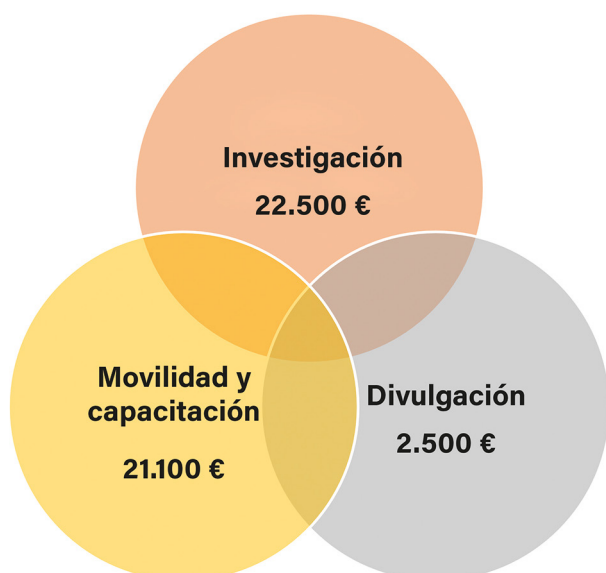 Investigación
22.500 €
Movilidad y
capacitación
21.100 €
Divulgación
2.500 €